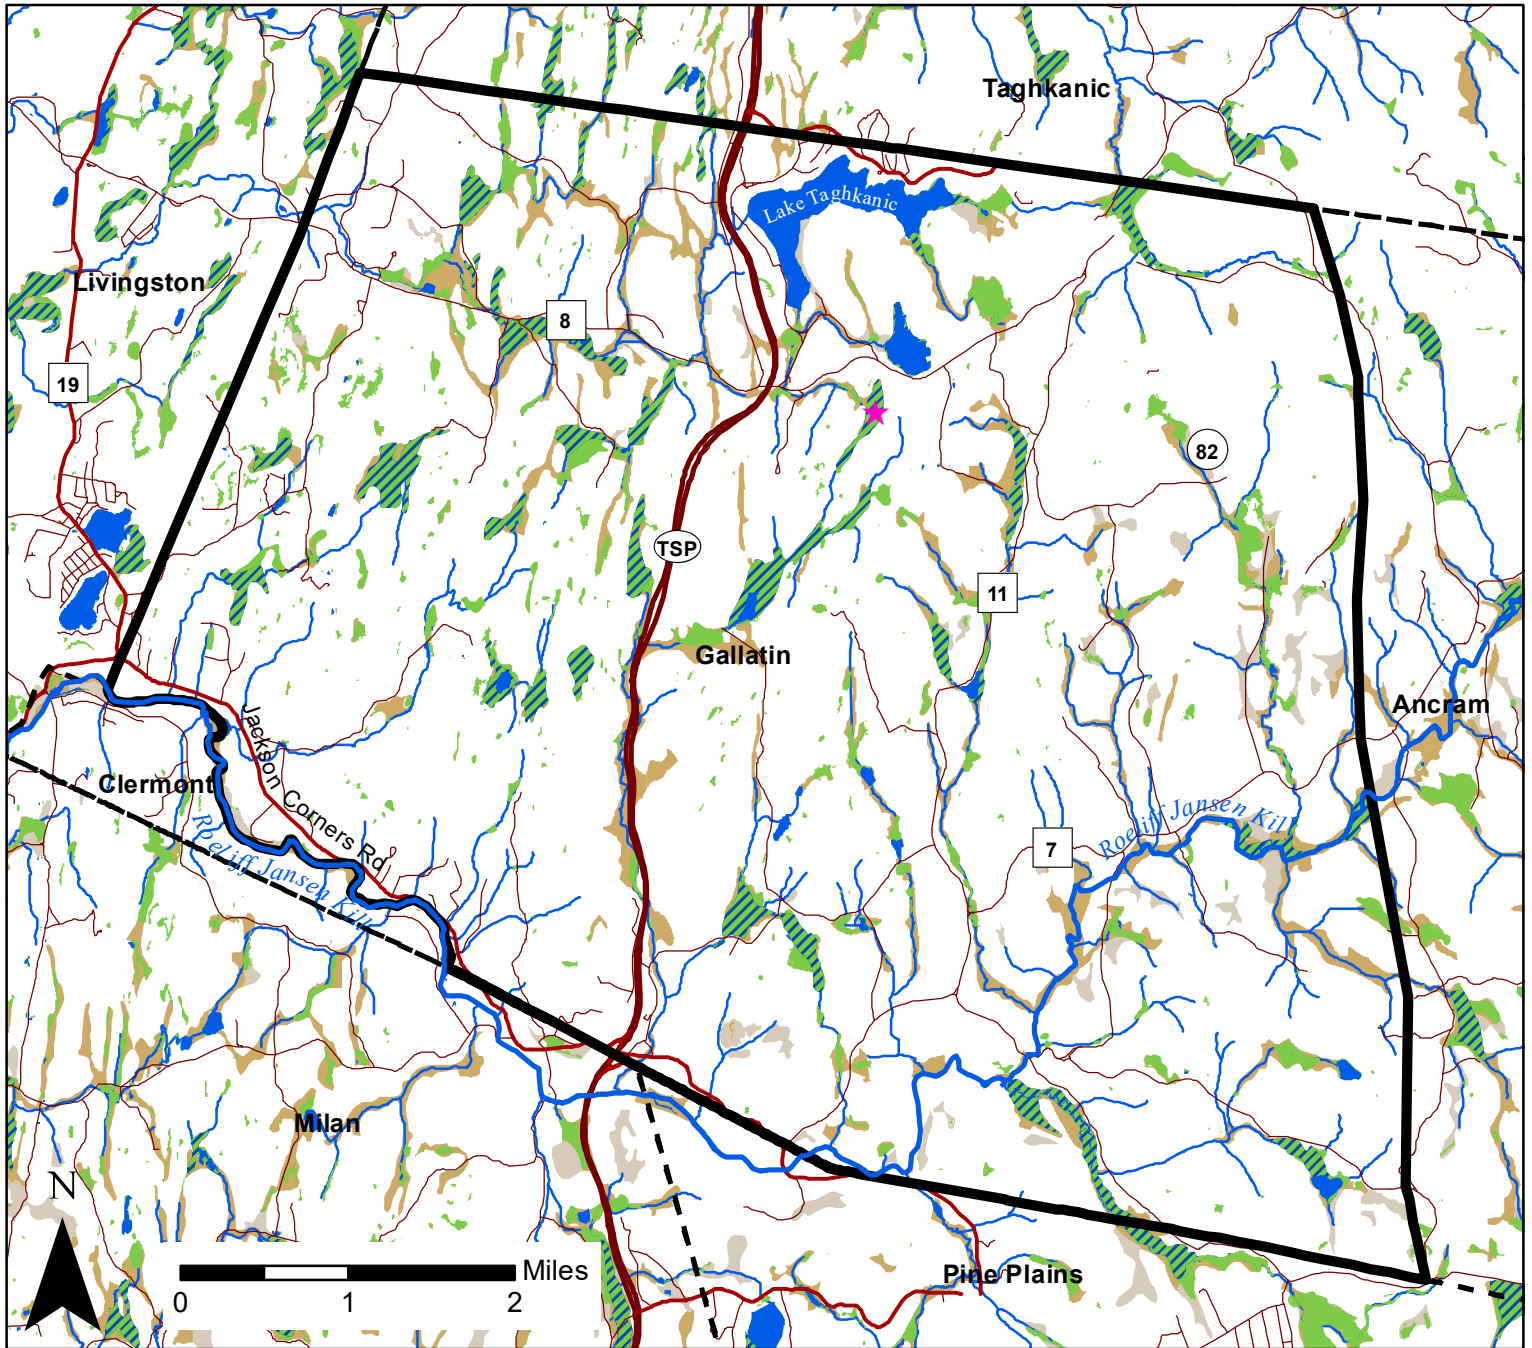 Taghkanic
Lake Taghkanic
Livingston
8
19
82
TSP
11
Gallatin
Ancram
Jackson Corners Rd
Clermont
Roeliff Jansen Kill
7
Roeliff Jansen Kill
Milan
N
Pine Plains
Miles
0 1 2